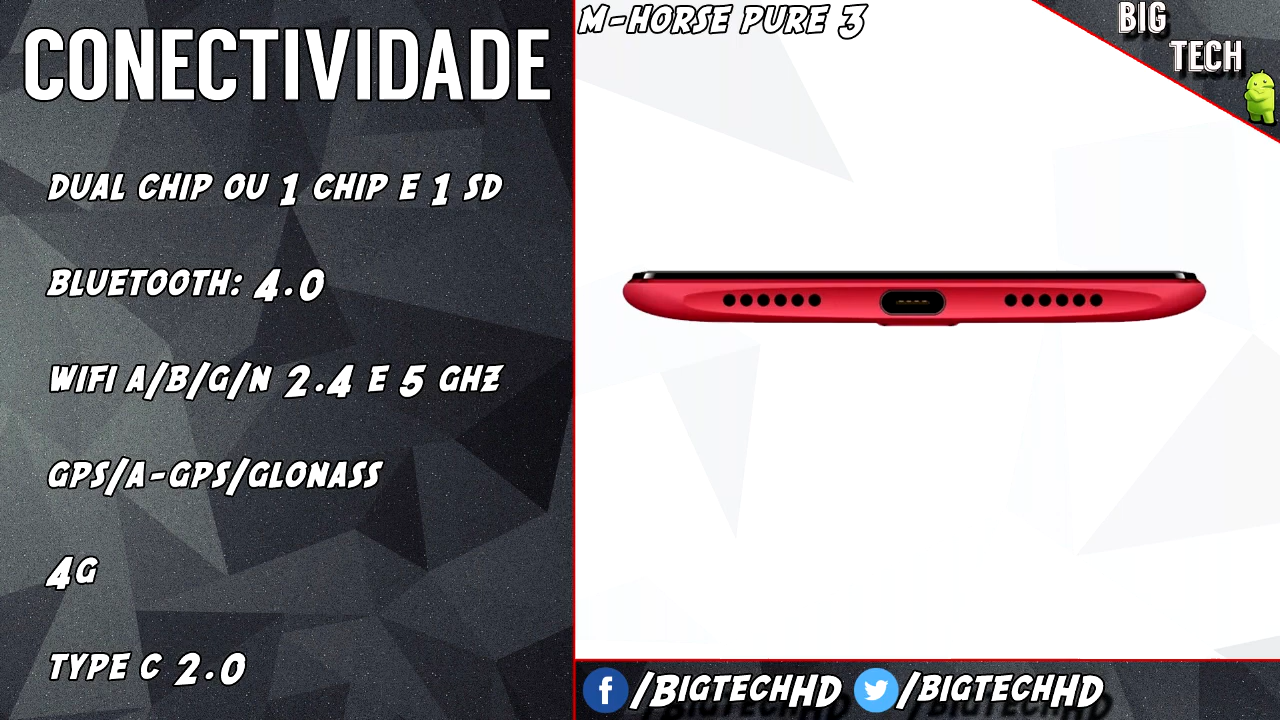 CONECTIVIDADE
DUAL CHIP OU 1 CHIP E 1 SD
BLUETOOTH: 4.0
WIFI A/B/G/N 2.4 E 5 GHZ
GPS/A-GPS/GLONASS
4G
TYPE C 2.0
M-HORSE PURE 3
BIG
TECH
/BIGTECHHD /BIGTECHHD